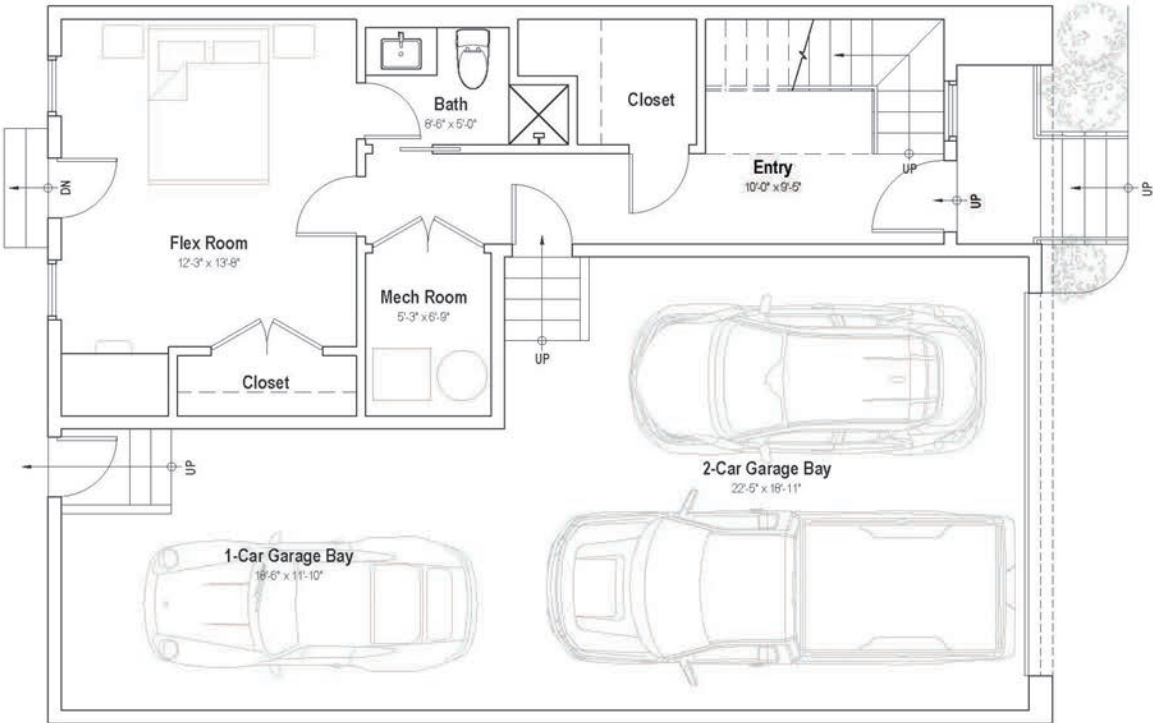 Bath
8'-6" x 5'-0"
Closet
Entry
10'-0" x 9'-5"
UP
UP
UP
DN
Flex Room
12'-3" x 13'-8"
Mech Room
5'-3" x 6'-9"
UP
Closet
UP
2-Car Garage Bay
22'-5" x 18'-11"
1-Car Garage Bay
18'-6" x 11'-10"